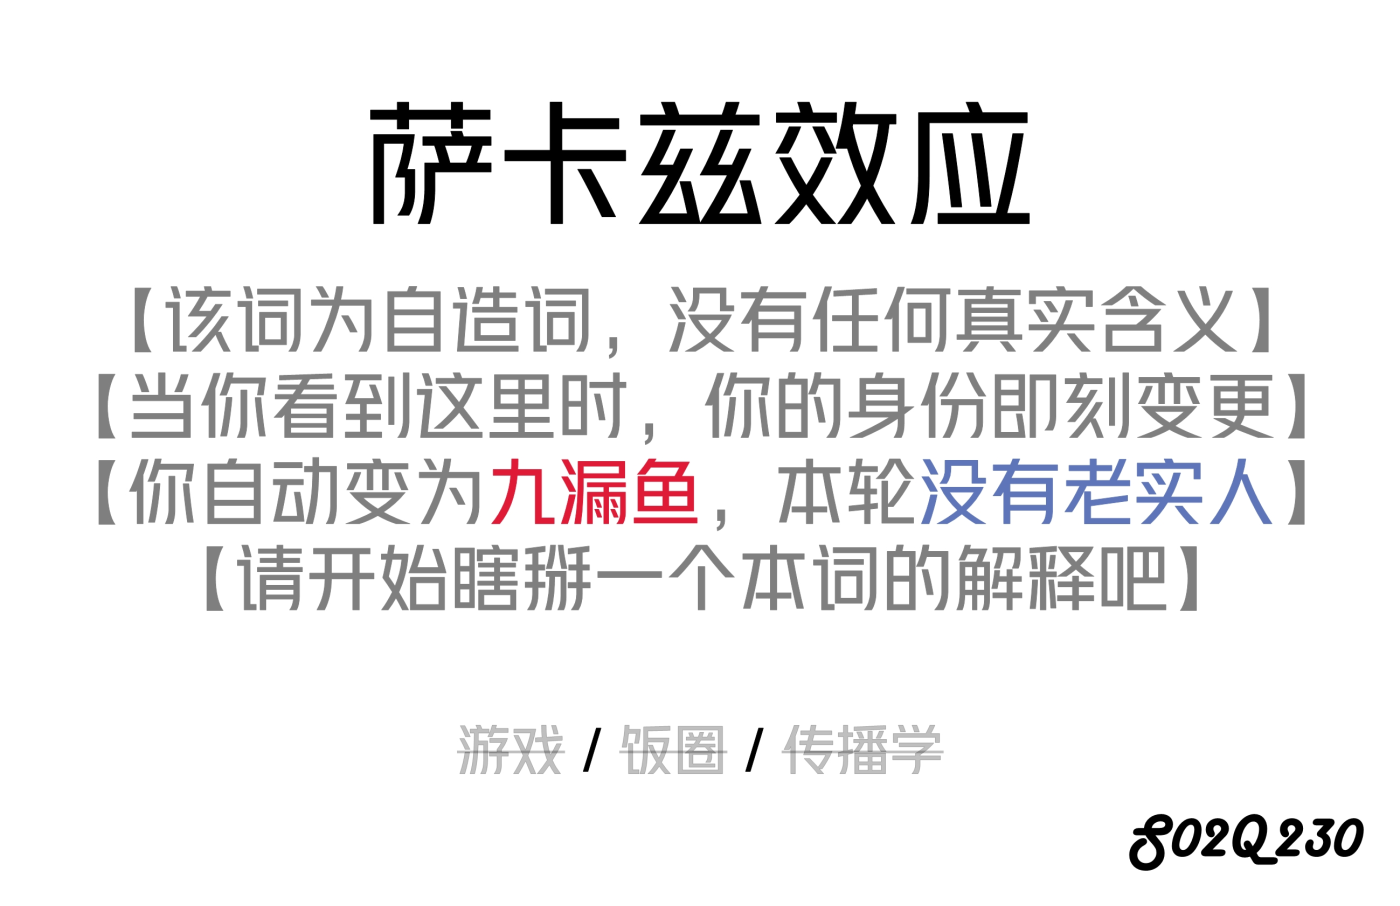 萨卡兹效应
【该词为自造词，没有任何真实含义】
【当你看到这里时，你的身份即刻变更】
【你自动变为九漏鱼，本轮没有老实人】
【请开始瞎掰一个本词的解释吧】
游戏 / 饭圈 / 传播学
S02Q230